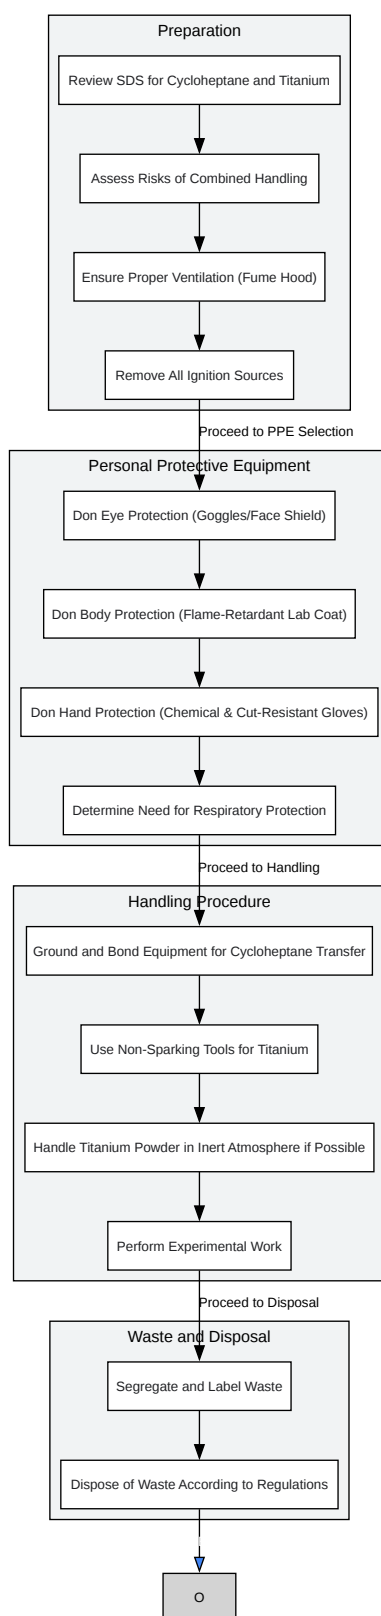 Preparation
Review SDS for Cycloheptane and Titanium
Assess Risks of Combined Handling
Ensure Proper Ventilation (Fume Hood)
Remove All Ignition Sources
Proceed to PPE Selection
Personal Protective Equipment
Don Eye Protection (Goggles/Face Shield)
Don Body Protection (Flame-Retardant Lab Coat)
Don Hand Protection (Chemical & Cut-Resistant Gloves)
Determine Need for Respiratory Protection
Proceed to Handling
Handling Procedure
Ground and Bond Equipment for Cycloheptane Transfer
Use Non-Sparking Tools for Titanium
Handle Titanium Powder in Inert Atmosphere if Possible
Perform Experimental Work
Proceed to Disposal
Waste and Disposal
Segregate and Label Waste
Dispose of Waste According to Regulations
O